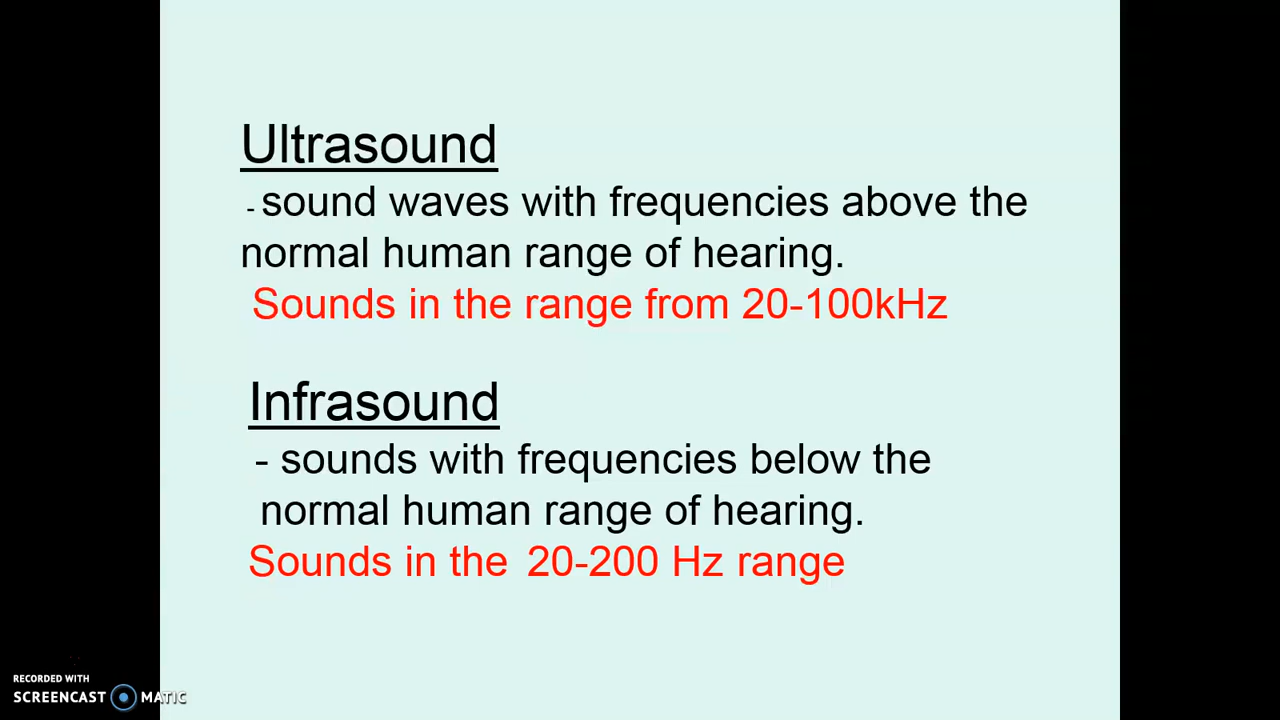 Ultrasound
- sound waves with frequencies above the
normal human range of hearing.
Sounds in the range from 20-100kHz
Infrasound
- sounds with frequencies below the
normal human range of hearing.
Sounds in the 20-200 Hz range
RECORDED WITH
SCREENCAST MATIC